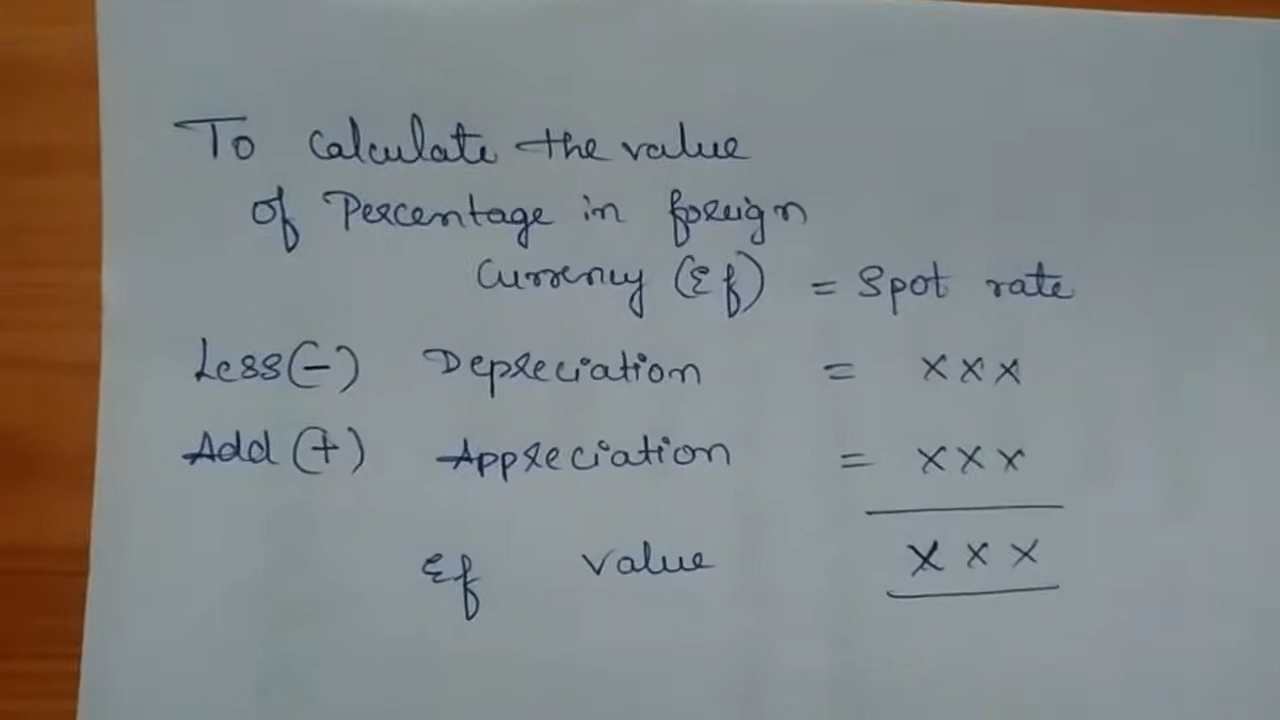 To calculate the value
of Percentage in foreign
Currency (Ef) = Spot rate
Less(-) Depreciation = xxx
Add (+) Appreciation = xxx
Ef value xxx